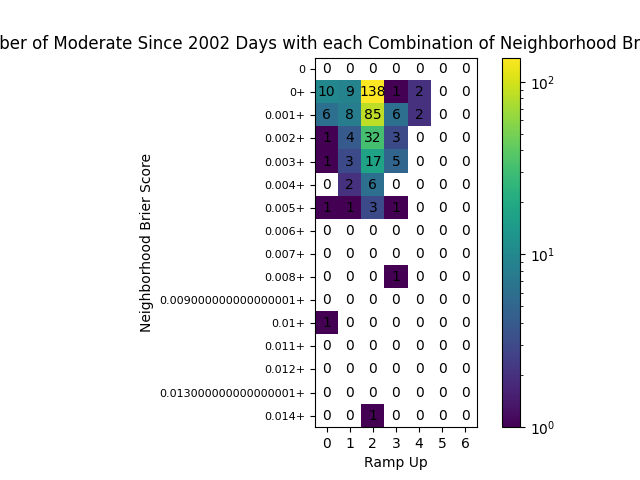 ber of Moderate Since 2002 Days with each Combination of Neighborhood Br
Neighborhood Brier Score
0 0 0 0 0 0 0 0
0+ 10 9 138 1 2 0 0
0.001+ 6 8 85 6 2 0 0
0.002+ 1 4 32 3 0 0 0
0.003+ 1 3 17 5 0 0 0
0.004+ 0 2 6 0 0 0 0
0.005+ 1 1 3 1 0 0 0
0.006+ 0 0 0 0 0 0 0
0.007+ 0 0 0 0 0 0 0
0.008+ 0 0 0 1 0 0 0
0.009000000000000001+ 0 0 0 0 0 0 0
0.01+ 1 0 0 0 0 0 0
0.011+ 0 0 0 0 0 0 0
0.012+ 0 0 0 0 0 0 0
0.013000000000000001+ 0 0 0 0 0 0 0
0.014+ 0 0 1 0 0 0 0
0 1 2 3 4 5 6
Ramp Up
10²
10¹
10⁰